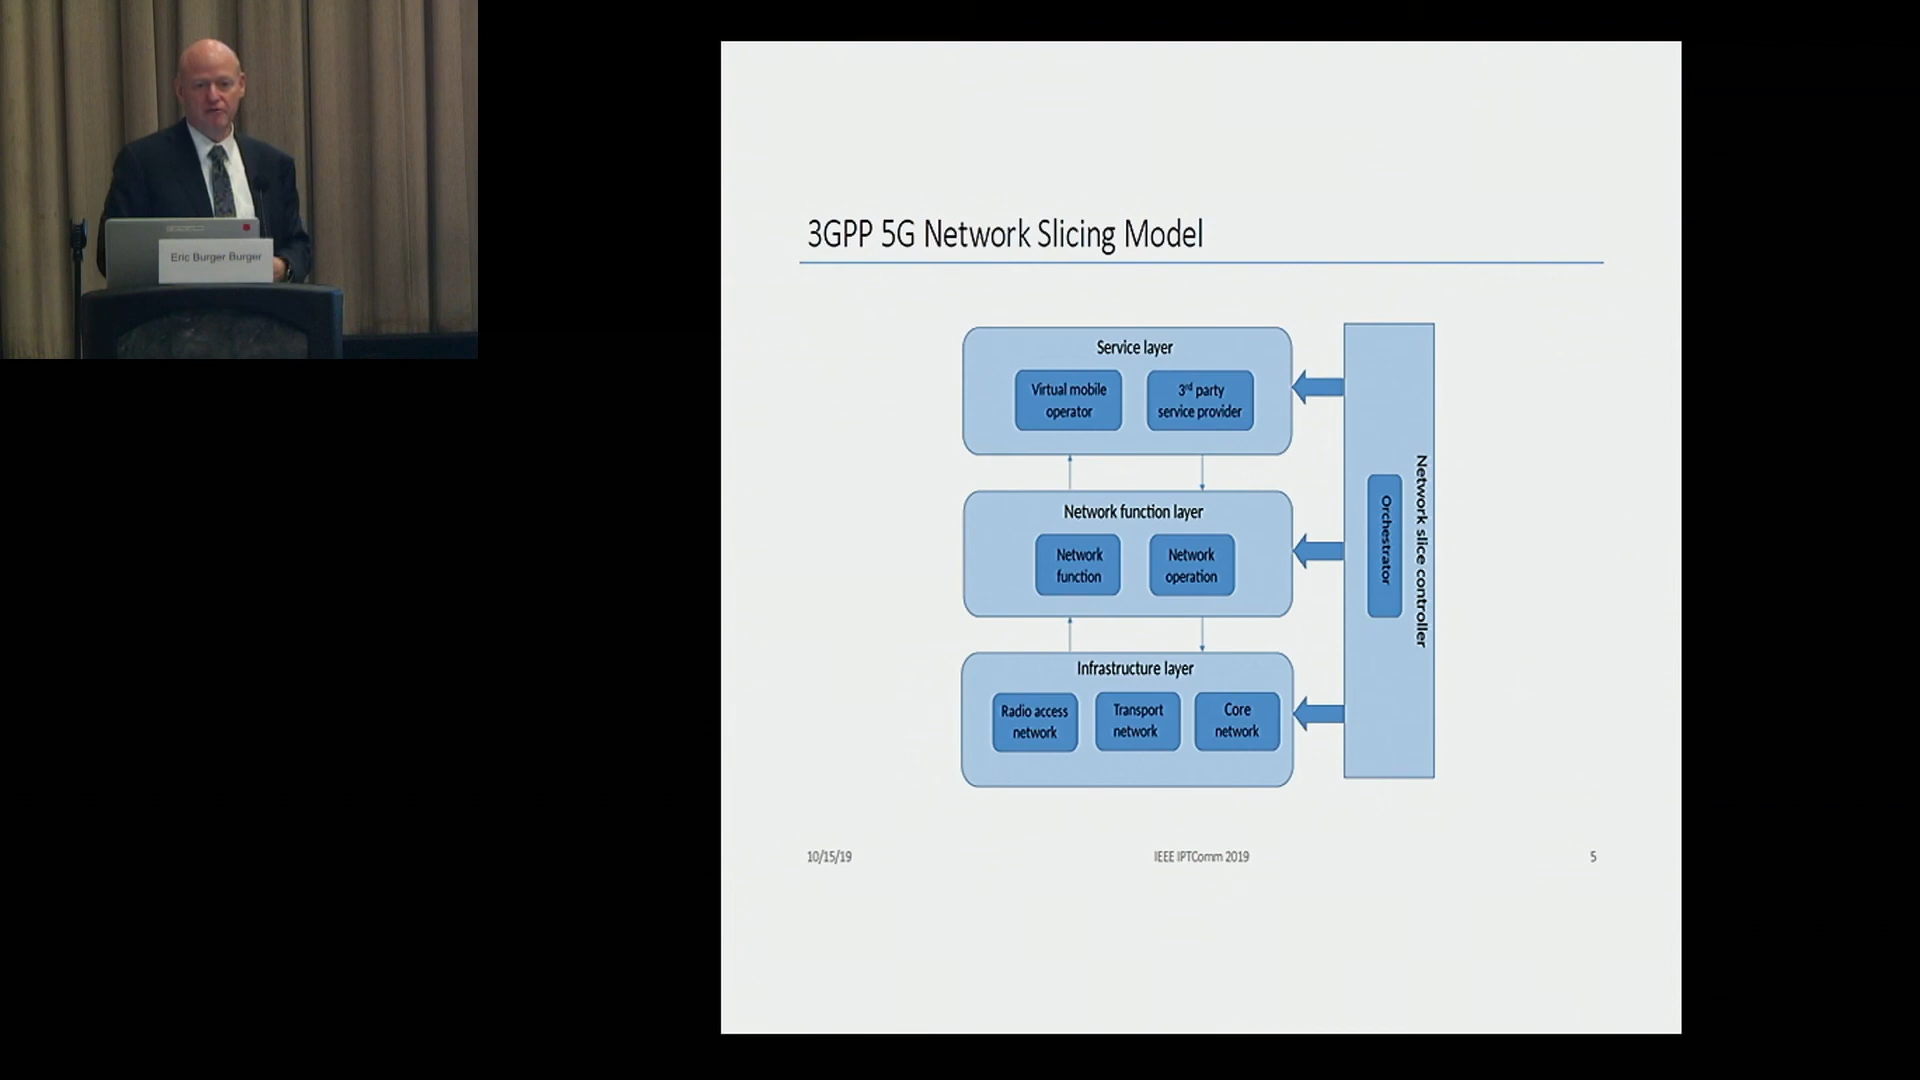 Eric Burger Burger
3GPP 5G Network Slicing Model
Service layer
Virtual mobile
operator
3rd party
service provider
Network function layer
Network
function
Network
operation
Infrastructure layer
Radio access
network
Transport
network
Core
network
Orchestrator
Network slice controller
10/15/19
IEEE IPTComm 2019
5